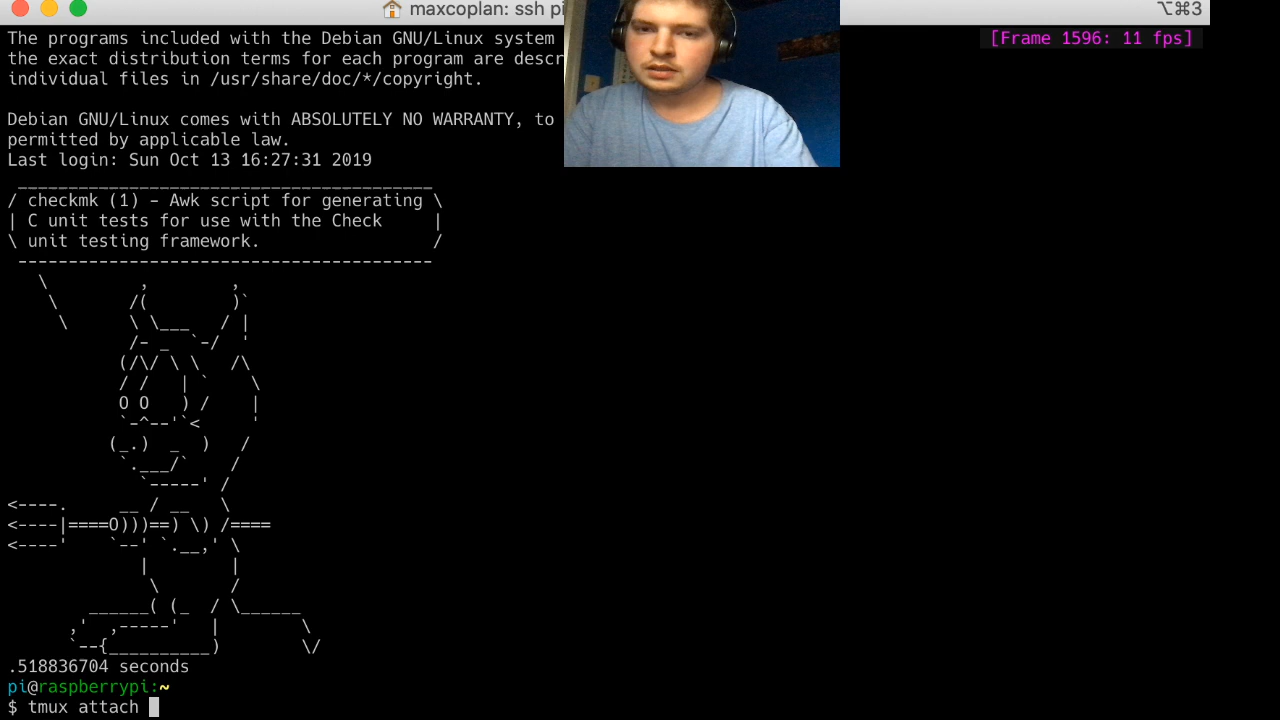 maxcoplan: ssh pi
⌥⌘3
The programs included with the Debian GNU/Linux system
[Frame 1596: 11 fps]
the exact distribution terms for each program are descr
individual files in /usr/share/doc/*/copyright.
Debian GNU/Linux comes with ABSOLUTELY NO WARRANTY, to
permitted by applicable law.
Last login: Sun Oct 13 16:27:31 2019
/ checkmk (1) - Awk script for generating \
| C unit tests for use with the Check |
\ unit testing framework. /
.518836704 seconds
pi@raspberrypi:~
$ tmux attach